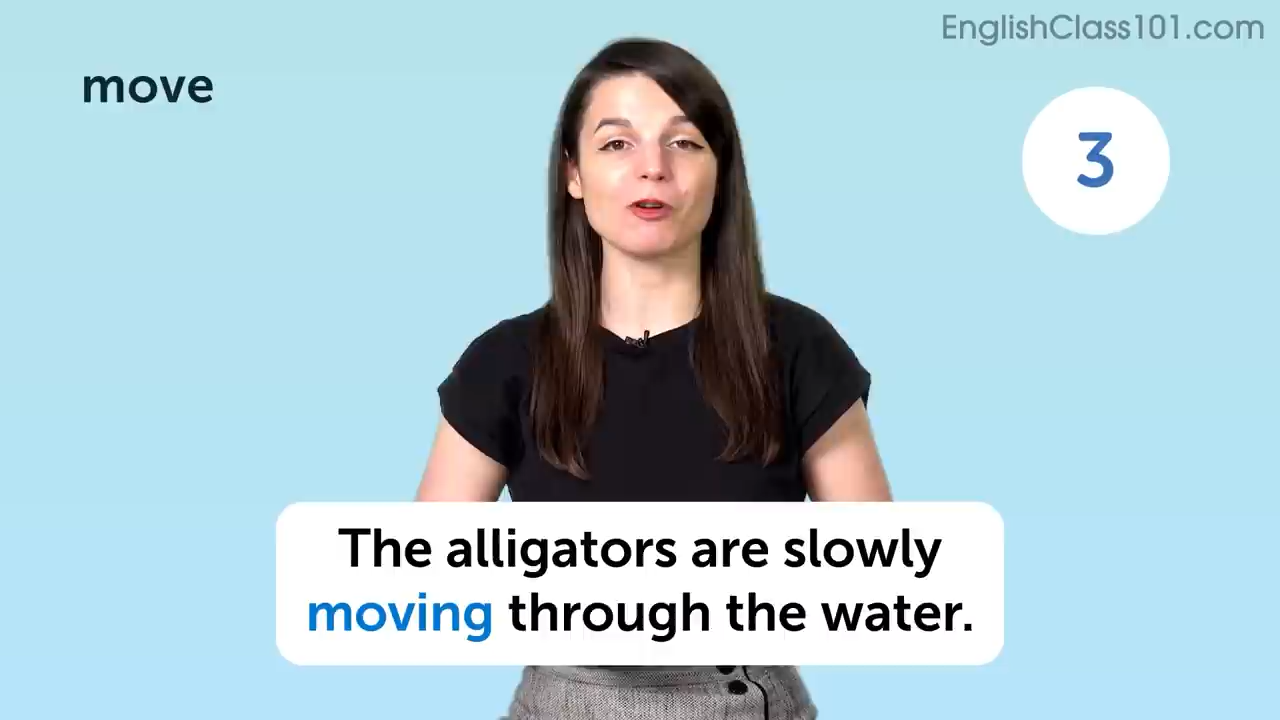 EnglishClass101.com
move
3
The alligators are slowly
moving through the water.